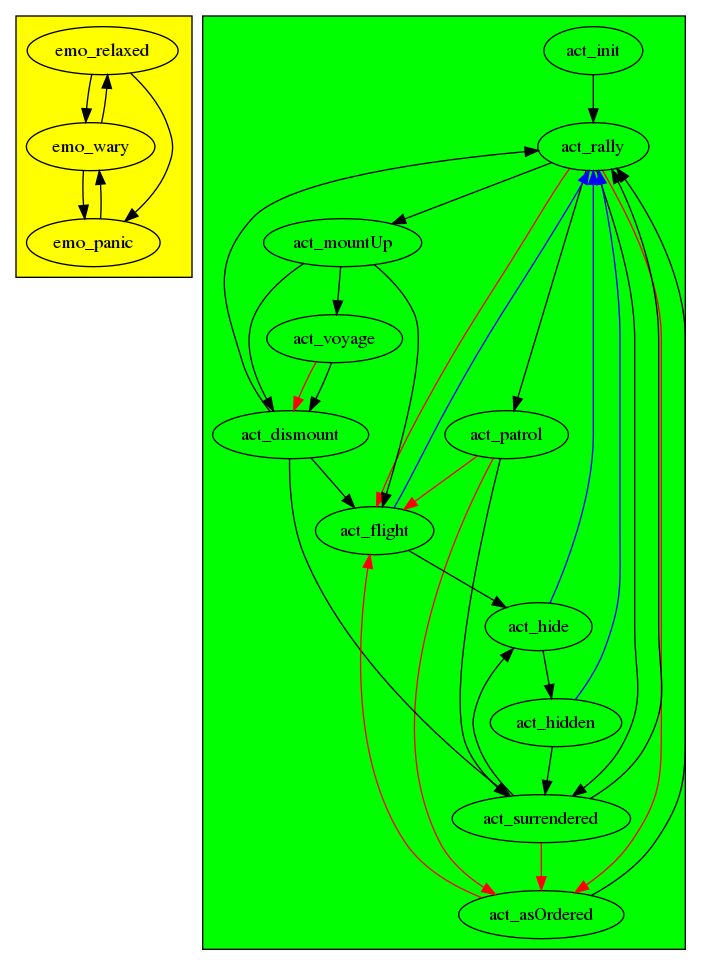 emo_relaxed
emo_wary
emo_panic
act_init
act_rally
act_mountUp
act_voyage
act_dismount
act_patrol
act_flight
act_hide
act_hidden
act_surrendered
act_asOrdered